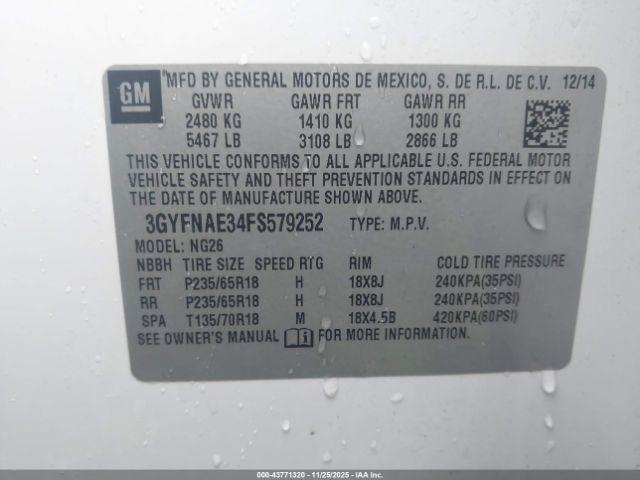 GM
MFD BY GENERAL MOTORS DE MEXICO, S. DE R.L. DE C.V. 12/14
GVWR GAWR FRT GAWR RR
2480 KG 1410 KG 1300 KG
5467 LB 3108 LB 2866 LB
THIS VEHICLE CONFORMS TO ALL APPLICABLE U.S. FEDERAL MOTOR
VEHICLE SAFETY AND THEFT PREVENTION STANDARDS IN EFFECT ON
THE DATE OF MANUFACTURE SHOWN ABOVE.
3GYFNAE34FS579252 TYPE: M.P.V.
MODEL: NG26
NBBH TIRE SIZE SPEED RTG RIM COLD TIRE PRESSURE
FRT P235/65R18 H 18X8J 240KPA(35PSI)
RR P235/65R18 H 18X8J 240KPA(35PSI)
SPA T135/70R18 M 18X4.5B 420KPA(60PSI)
SEE OWNER'S MANUAL FOR MORE INFORMATION.
000-43771320 - 11/25/2025 - COPYRIGHT IAA, LLC.